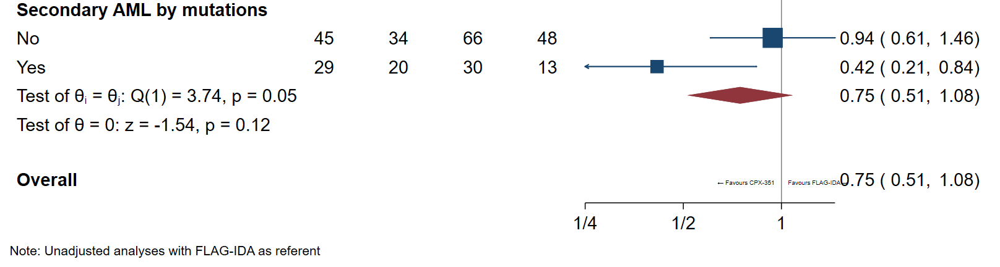 Secondary AML by mutations
No 45 34 66 48 0.94 ( 0.61, 1.46)
Yes 29 20 30 13 0.42 ( 0.21, 0.84)
Test of θi = θj: Q(1) = 3.74, p = 0.05 0.75 ( 0.51, 1.08)
Test of θ = 0: z = -1.54, p = 0.12
Overall ← Favours CPX-351 Favours FLAG-IDA→ 0.75 ( 0.51, 1.08)
1/4 1/2 1
Note: Unadjusted analyses with FLAG-IDA as referent